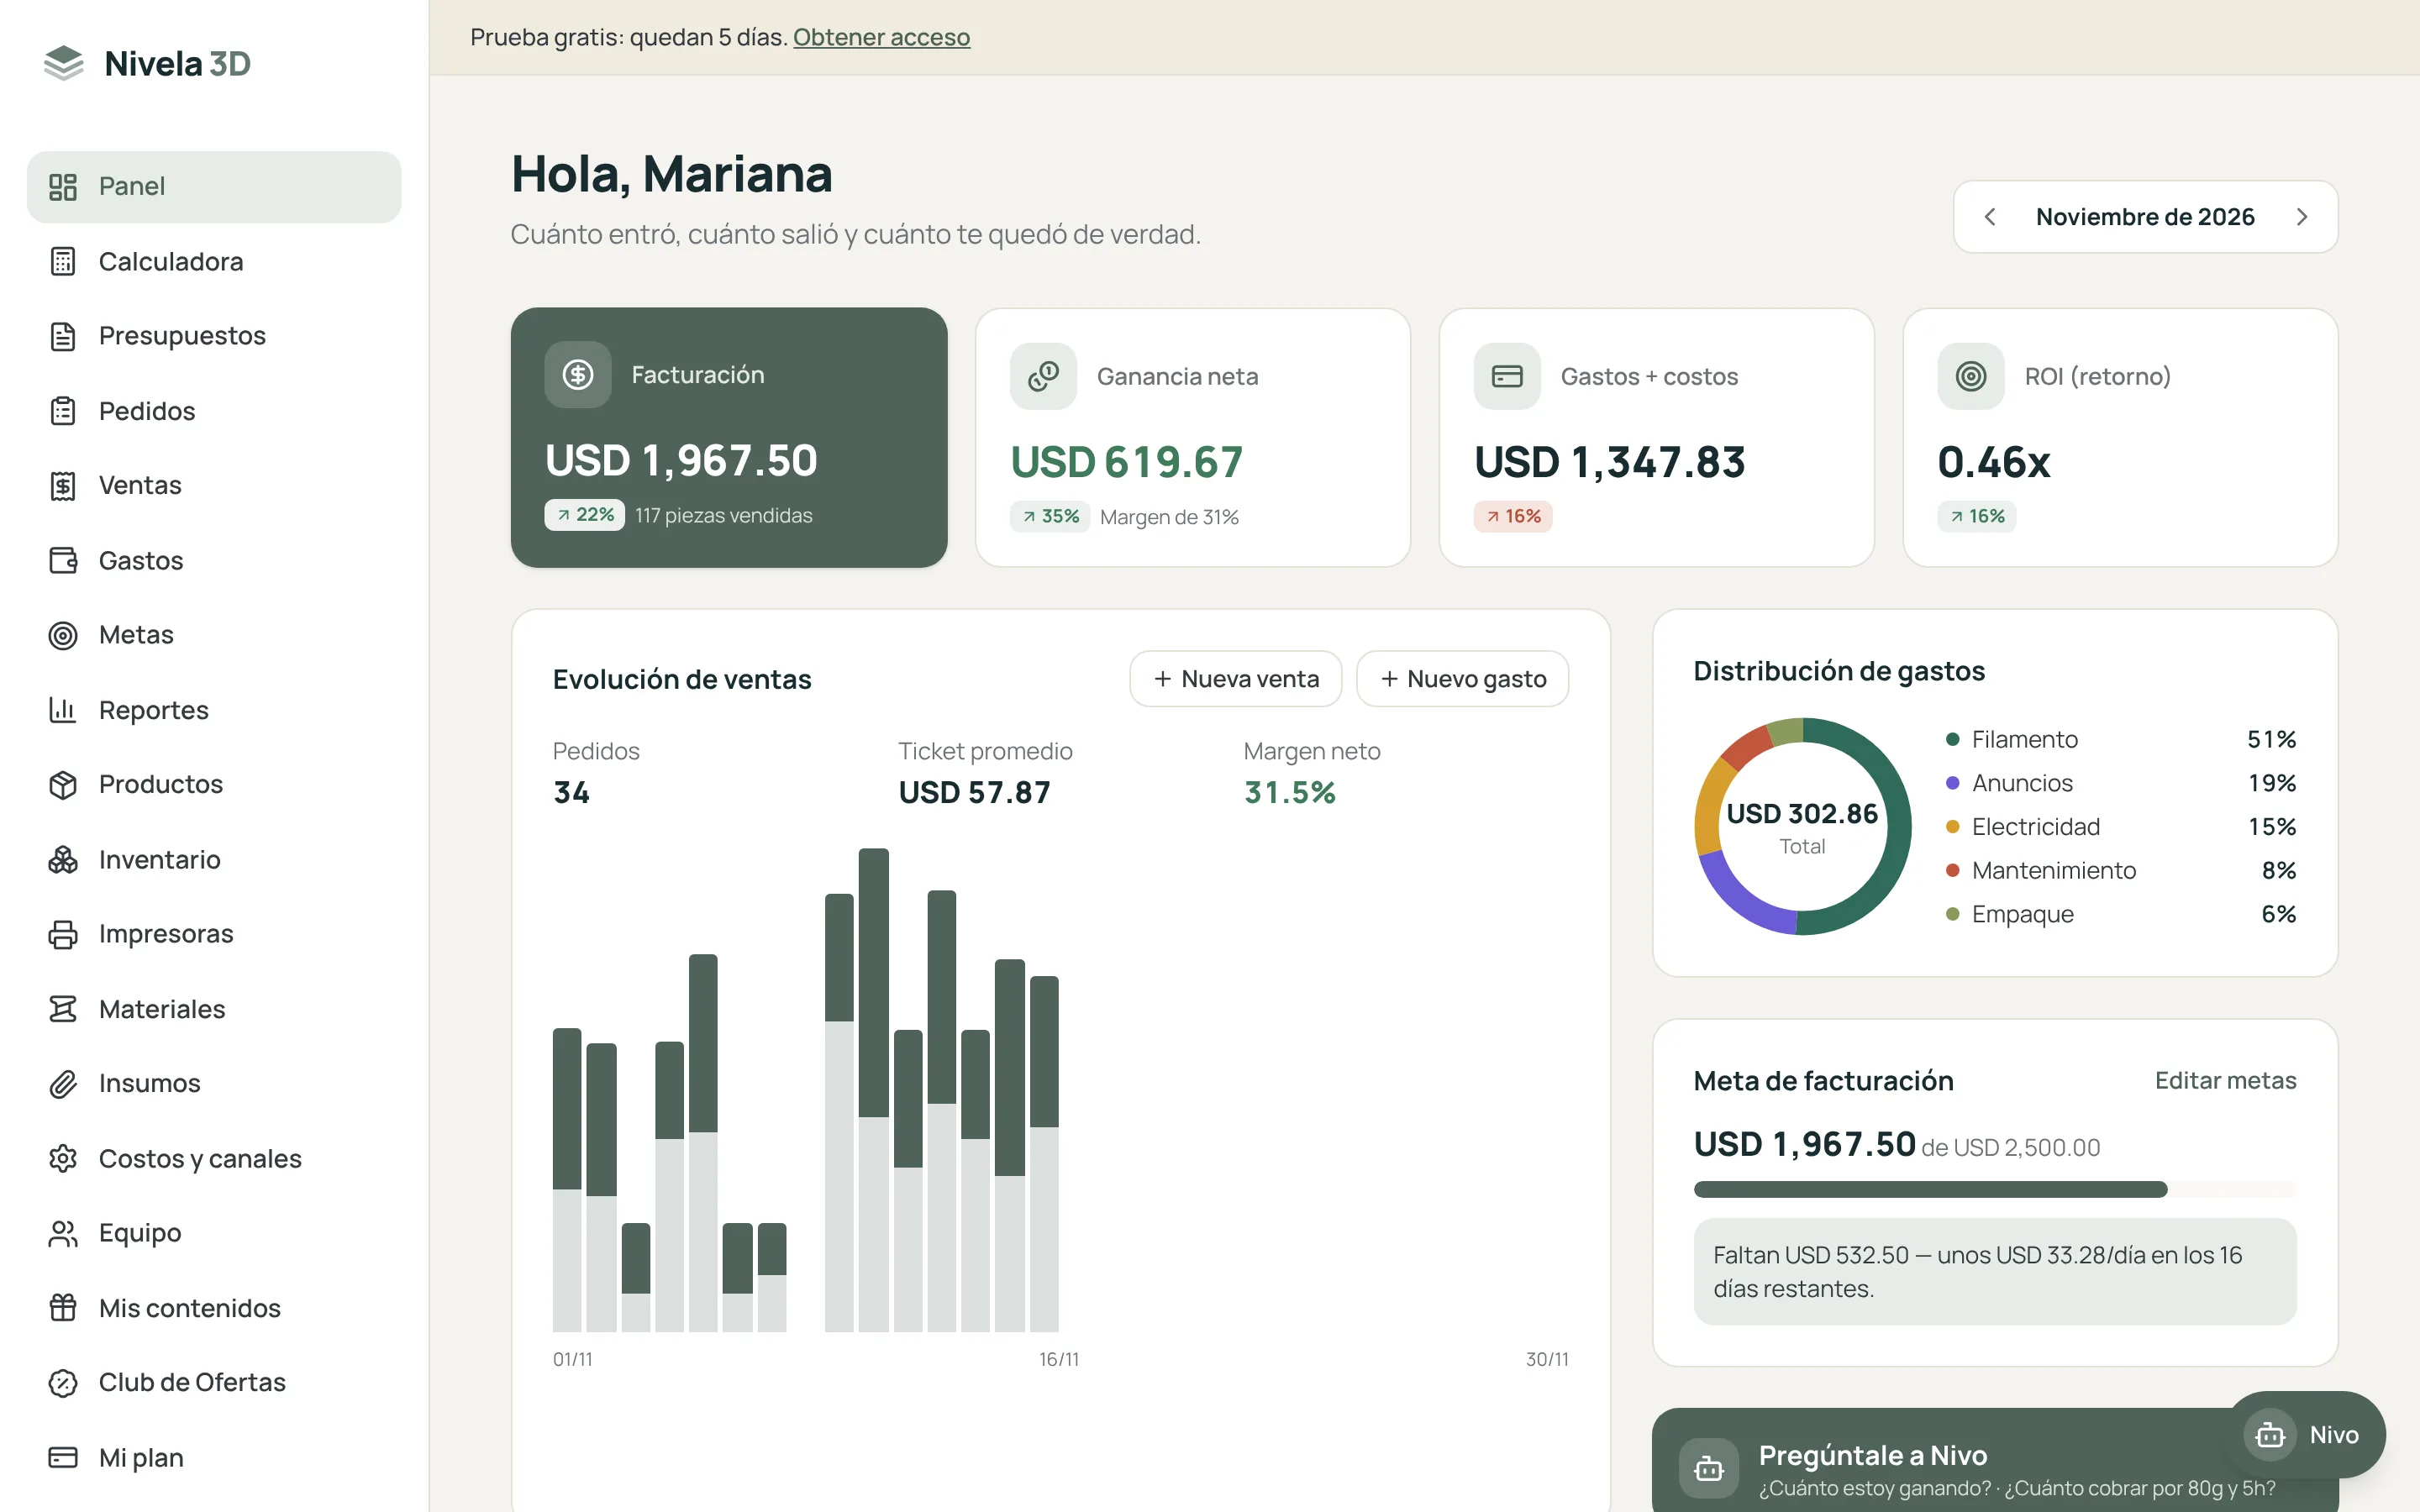 Nivela 3D
Panel
Calculadora
Presupuestos
Pedidos
Ventas
Gastos
Metas
Reportes
Productos
Inventario
Impresoras
Materiales
Insumos
Costos y canales
Equipo
Mis contenidos
Club de Ofertas
Mi plan
Prueba gratis: quedan 5 días. Obtener acceso
Hola, Mariana
Cuánto entró, cuánto salió y cuánto te quedó de verdad.
Noviembre de 2026
Facturación
USD 1,967.50
22% 117 piezas vendidas
Ganancia neta
USD 619.67
35% Margen de 31%
Gastos + costos
USD 1,347.83
16%
ROI (retorno)
0.46x
16%
Evolución de ventas
+ Nueva venta
+ Nuevo gasto
Pedidos
34
Ticket promedio
USD 57.87
Margen neto
31.5%
01/11
16/11
30/11
Distribución de gastos
USD 302.86
Total
Filamento 51%
Anuncios 19%
Electricidad 15%
Mantenimiento 8%
Empaque 6%
Meta de facturación
Editar metas
USD 1,967.50 de USD 2,500.00
Faltan USD 532.50 — unos USD 33.28/día en los 16
días restantes.
Pregúntale a Nivo
¿Cuánto estoy ganando? · ¿Cuánto cobrar por 80g y 5h?
Nivo